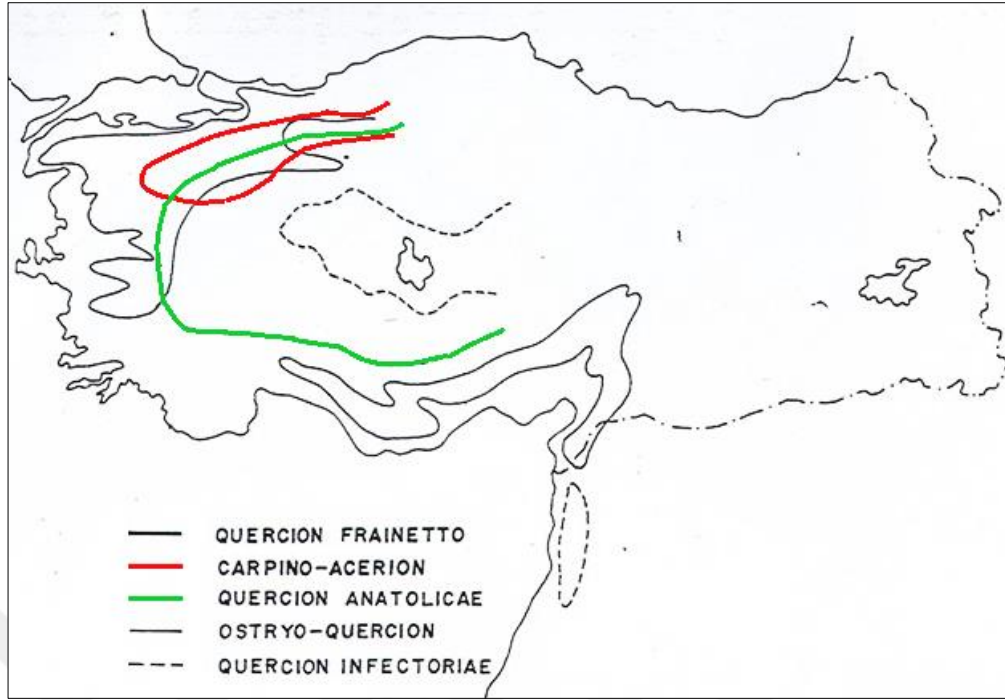 QUERCION FRAINETTO
CARPINO-ACERION
QUERCION ANATOLICAE
OSTRYO-QUERCION
QUERCION INFECTORIAE